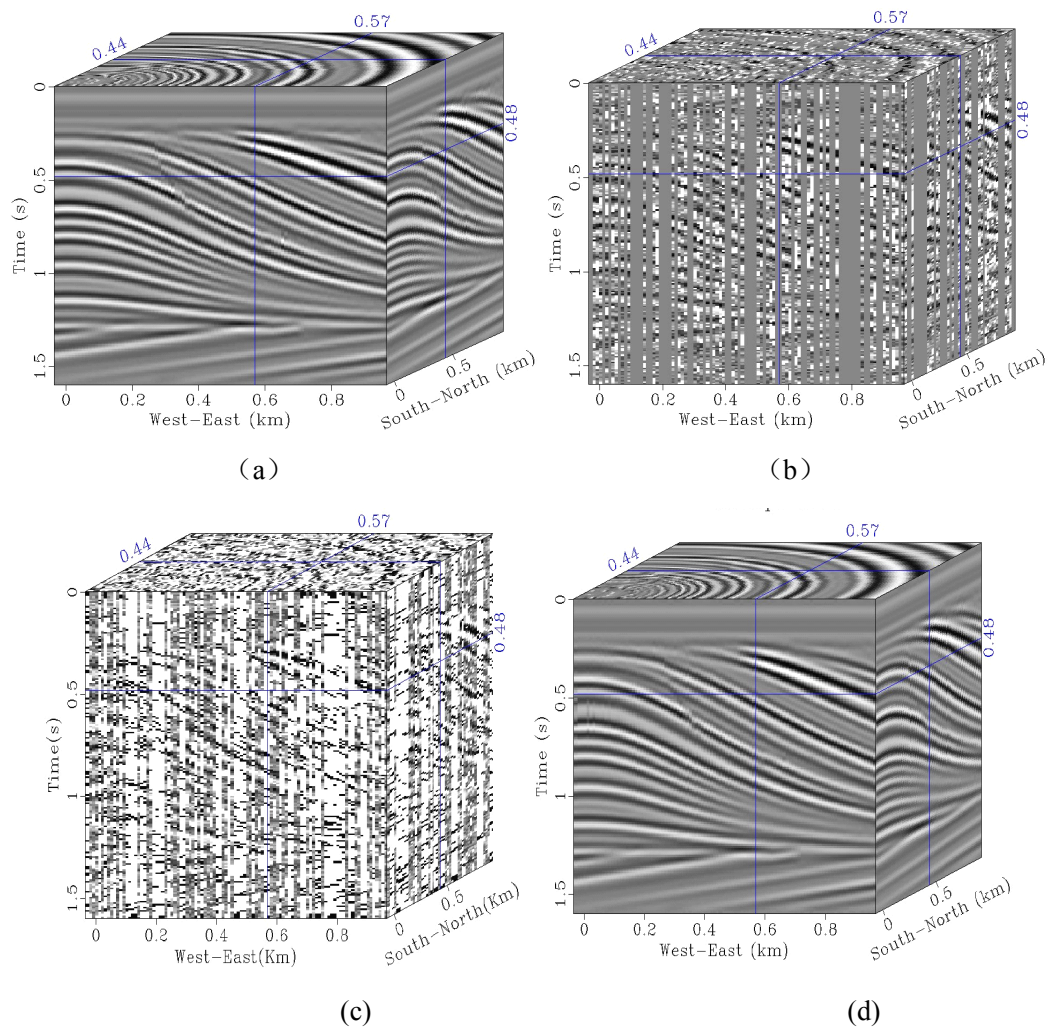 0.44
0.57
0.48
0
0.5
1
1.5
Time (s)
0 0.2 0.4 0.6 0.8
West-East (km)
0 0.5
South-North (km)
（a）
0.44
0.57
0.48
0
0.5
1
1.5
Time (s)
0 0.2 0.4 0.6 0.8
West-East (km)
0 0.5
South-North (km)
（b）
0.44
0.57
0.48
0
0.5
1
1.5
Time(s)
0 0.2 0.4 0.6 0.8
West-East(Km)
0 0.5
South-North(Km)
(c)
0.44
0.57
0.48
0
0.5
1
1.5
Time (s)
0 0.2 0.4 0.6 0.8
West-East (km)
0 0.5
South-North (km)
(d)